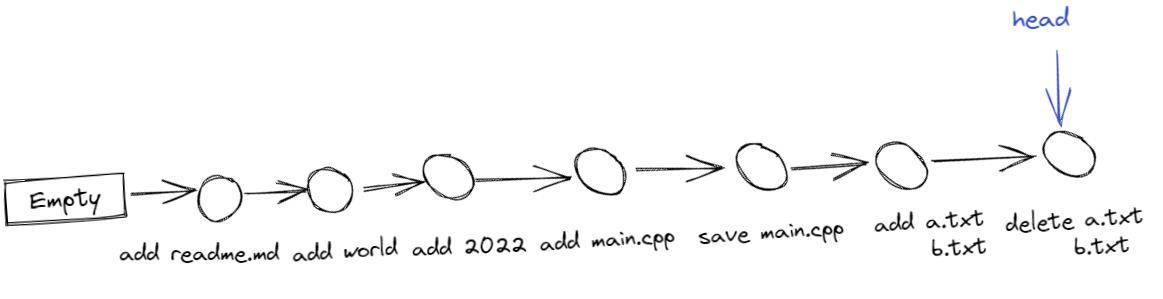 head
Empty
add readme.md add world add 2022 add main.cpp save main.cpp add a.txt delete a.txt
b.txt b.txt